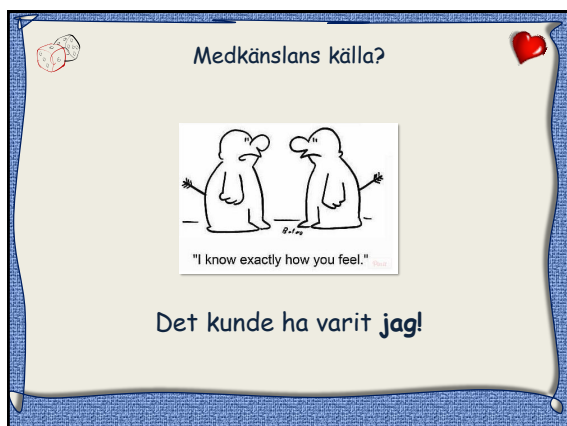 Medkänslans källa?
"I know exactly how you feel."
Det kunde ha varit jag!